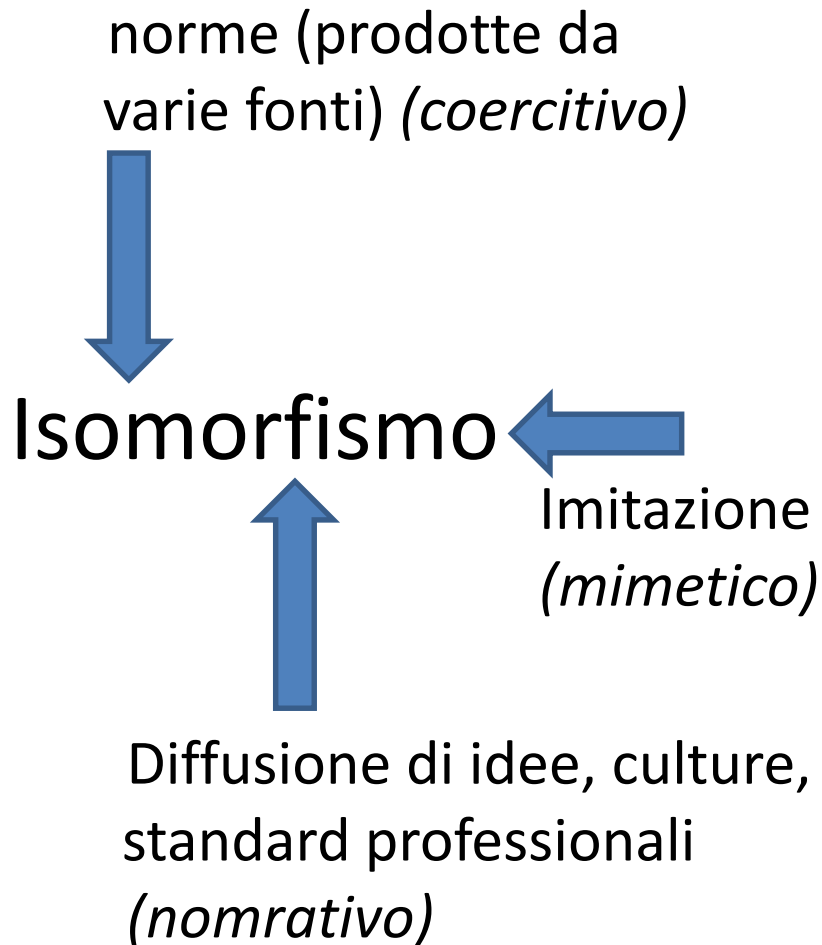 norme (prodotte da
varie fonti) (coercitivo)
Isomorfismo
Imitazione
(mimetico)
Diffusione di idee, culture,
standard professionali
(nomrativo)